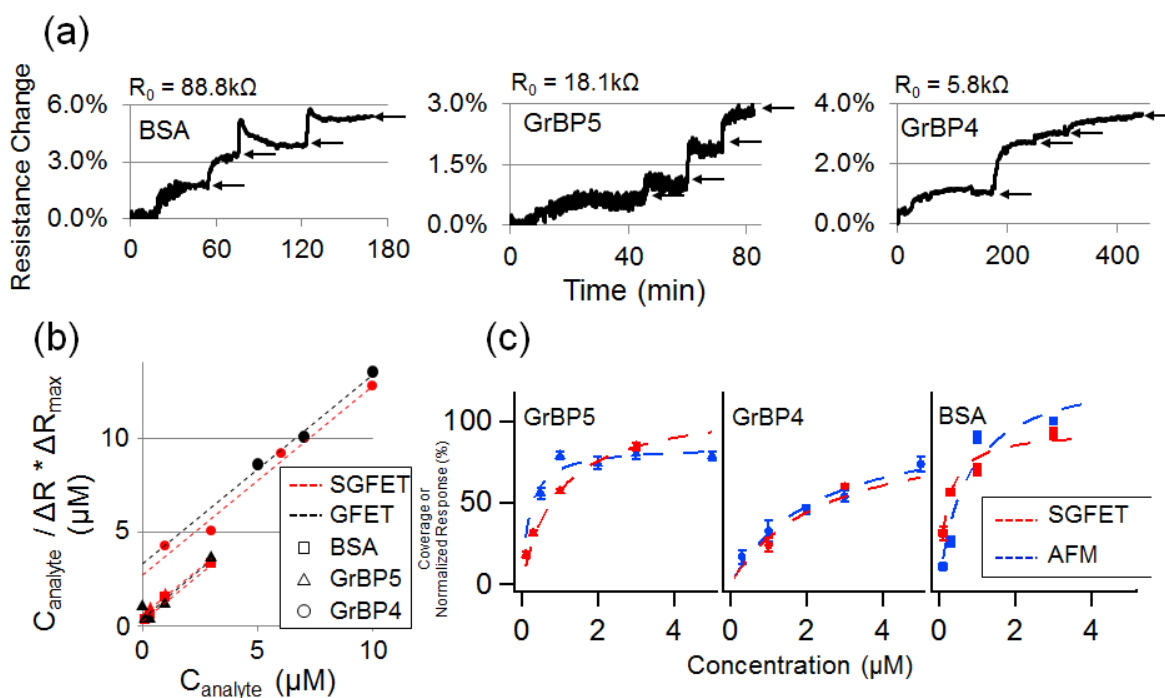 (a)
R₀ = 88.8kΩ
R₀ = 18.1kΩ
R₀ = 5.8kΩ
Resistance Change
6.0%
3.0%
0.0%
BSA
0
60
120
180
3.0%
1.5%
0.0%
GrBP5
0
40
80
4.0%
2.0%
0.0%
GrBP4
0
200
400
Time (min)
(b)
C_analyte / ΔR * ΔR_max
(µM)
10
5
0
0
5
10
C_analyte (µM)
SGFET
GFET
BSA
GrBP5
GrBP4
(c)
Coverage or
Normalized Response (%)
100
50
0
GrBP5
GrBP4
BSA
0
2
4
0
2
4
0
2
4
SGFET
AFM
Concentration (µM)